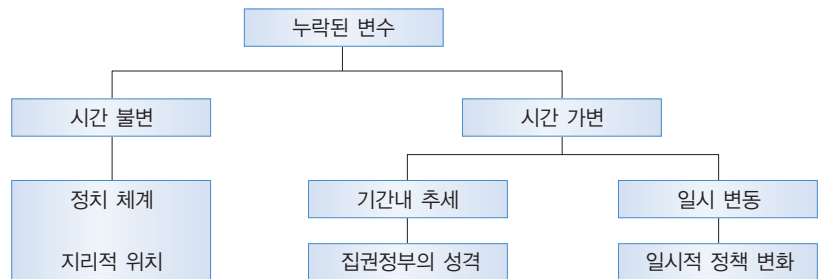 누락된 변수
시간 불변
시간 가변
정치 체계
지리적 위치
기간내 추세
일시 변동
집권정부의 성격
일시적 정책 변화